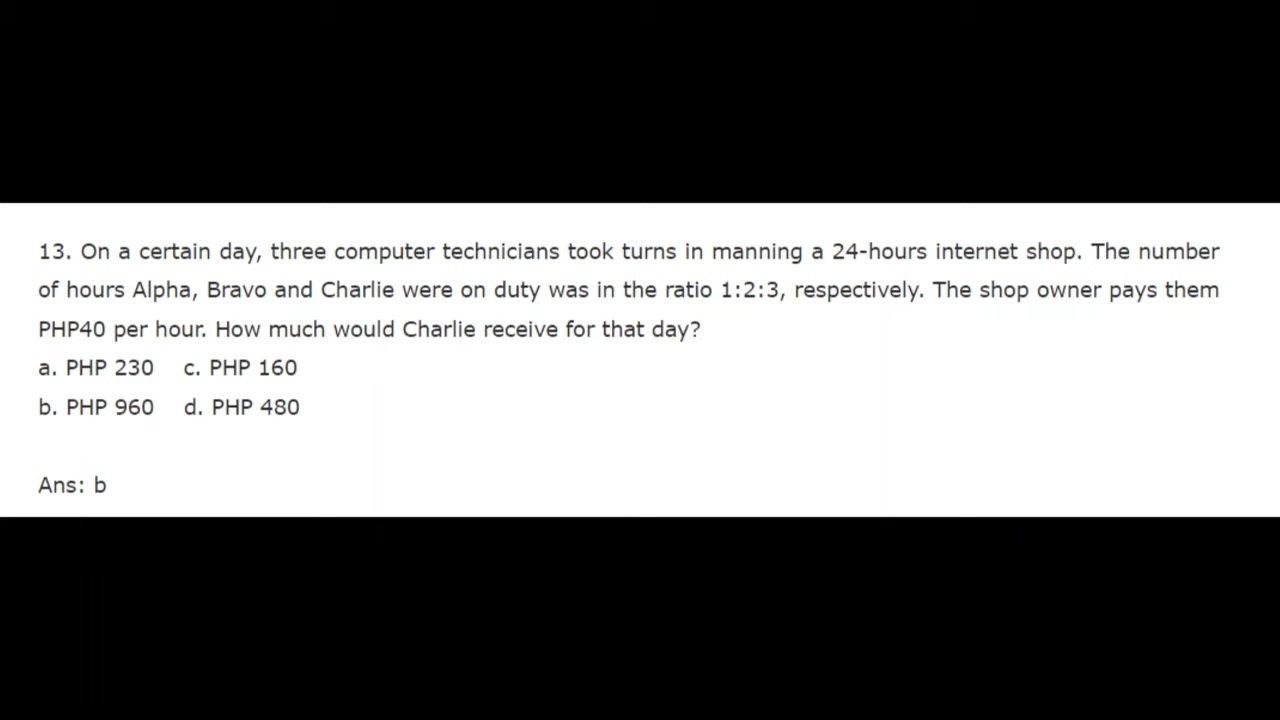 13. On a certain day, three computer technicians took turns in manning a 24-hours internet shop. The number
of hours Alpha, Bravo and Charlie were on duty was in the ratio 1:2:3, respectively. The shop owner pays them
PHP40 per hour. How much would Charlie receive for that day?
a. PHP 230 c. PHP 160
b. PHP 960 d. PHP 480
Ans: b